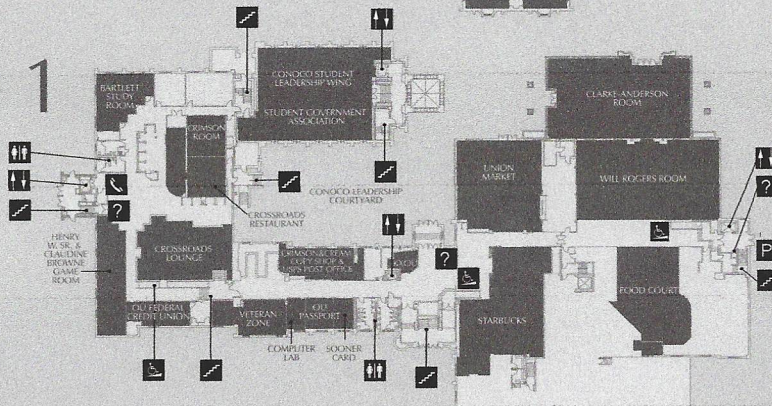 1
BARTLETT
STUDY
ROOM
CONOCO STUDENT
LEADERSHIP WING
STUDENT GOVERNMENT
ASSOCIATION
CLARKE-ANDERSON
ROOM
CRIMSON
ROOM
UNION
MARKET
WILL ROGERS ROOM
CONOCO LEADERSHIP
COURTYARD
CROSSROADS
RESTAURANT
?
?
HENRY
W. SR. &
CLAUDINE
BROWNE
GAME
ROOM
CROSSROADS
LOUNGE
CRIMSON&CREAM
COPY SHOP &
USPS POST OFFICE
?
P
OU FEDERAL
CREDIT UNION
VETERAN
ZONE
OU
PASSPORT
STARBUCKS
FOOD COURT
COMPUTER
LAB
SOONER
CARD